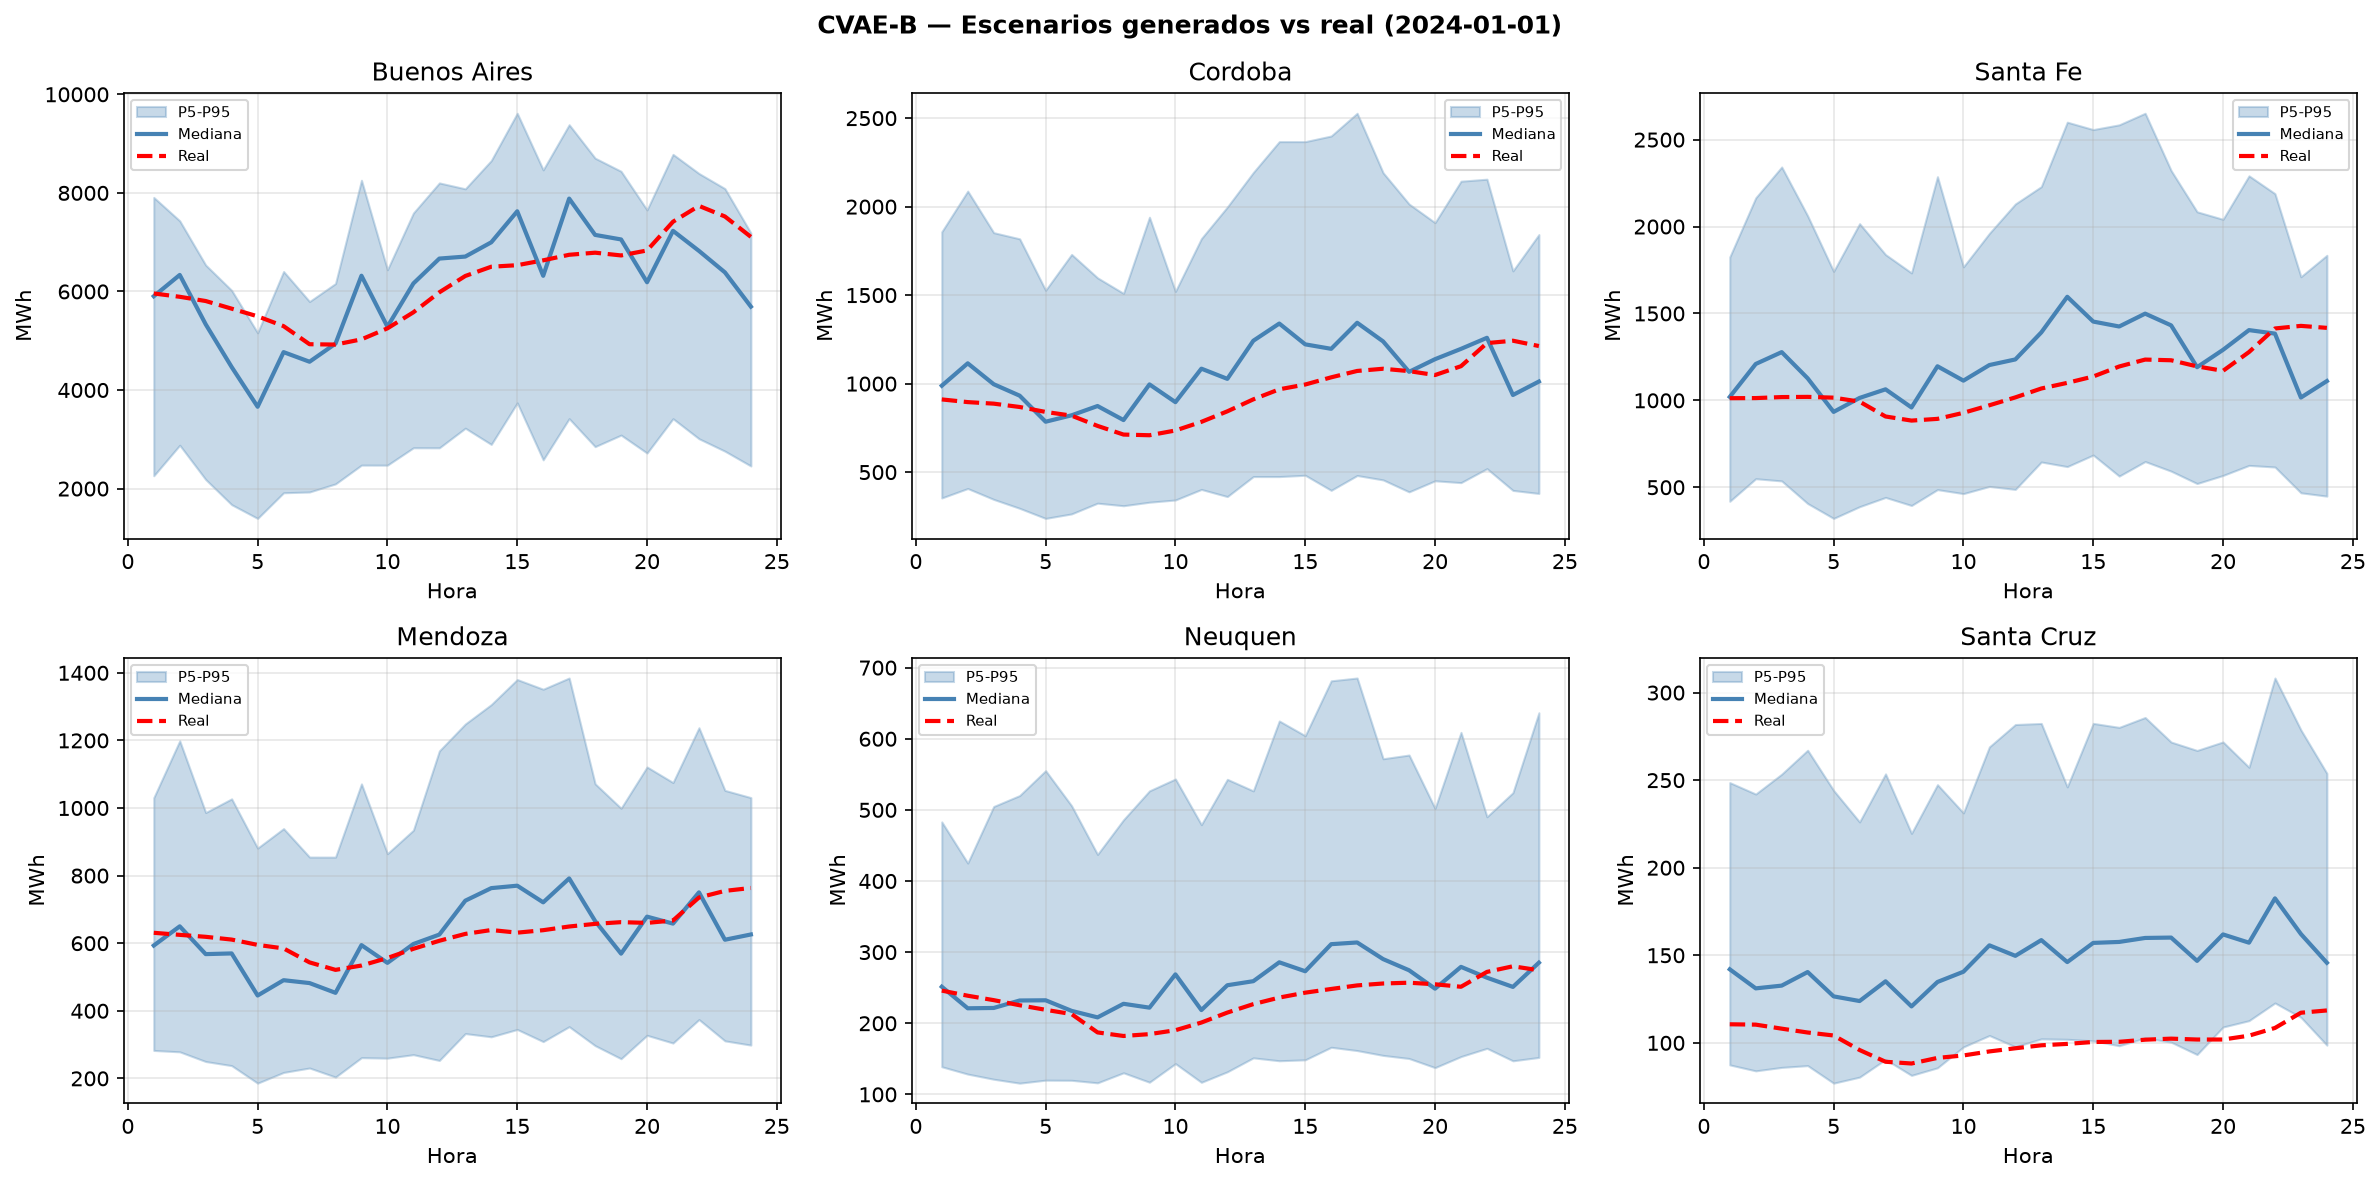 CVAE-B — Escenarios generados vs real (2024-01-01)
Buenos Aires
10000
8000
6000
4000
2000
MWh
P5-P95
Mediana
Real
0 5 10 15 20 25
Hora
Cordoba
2500
2000
1500
1000
500
MWh
P5-P95
Mediana
Real
0 5 10 15 20 25
Hora
Santa Fe
2500
2000
1500
1000
500
MWh
P5-P95
Mediana
Real
0 5 10 15 20 25
Hora
Mendoza
1400
1200
1000
800
600
400
200
MWh
P5-P95
Mediana
Real
0 5 10 15 20 25
Hora
Neuquen
700
600
500
400
300
200
100
MWh
P5-P95
Mediana
Real
0 5 10 15 20 25
Hora
Santa Cruz
300
250
200
150
100
MWh
P5-P95
Mediana
Real
0 5 10 15 20 25
Hora